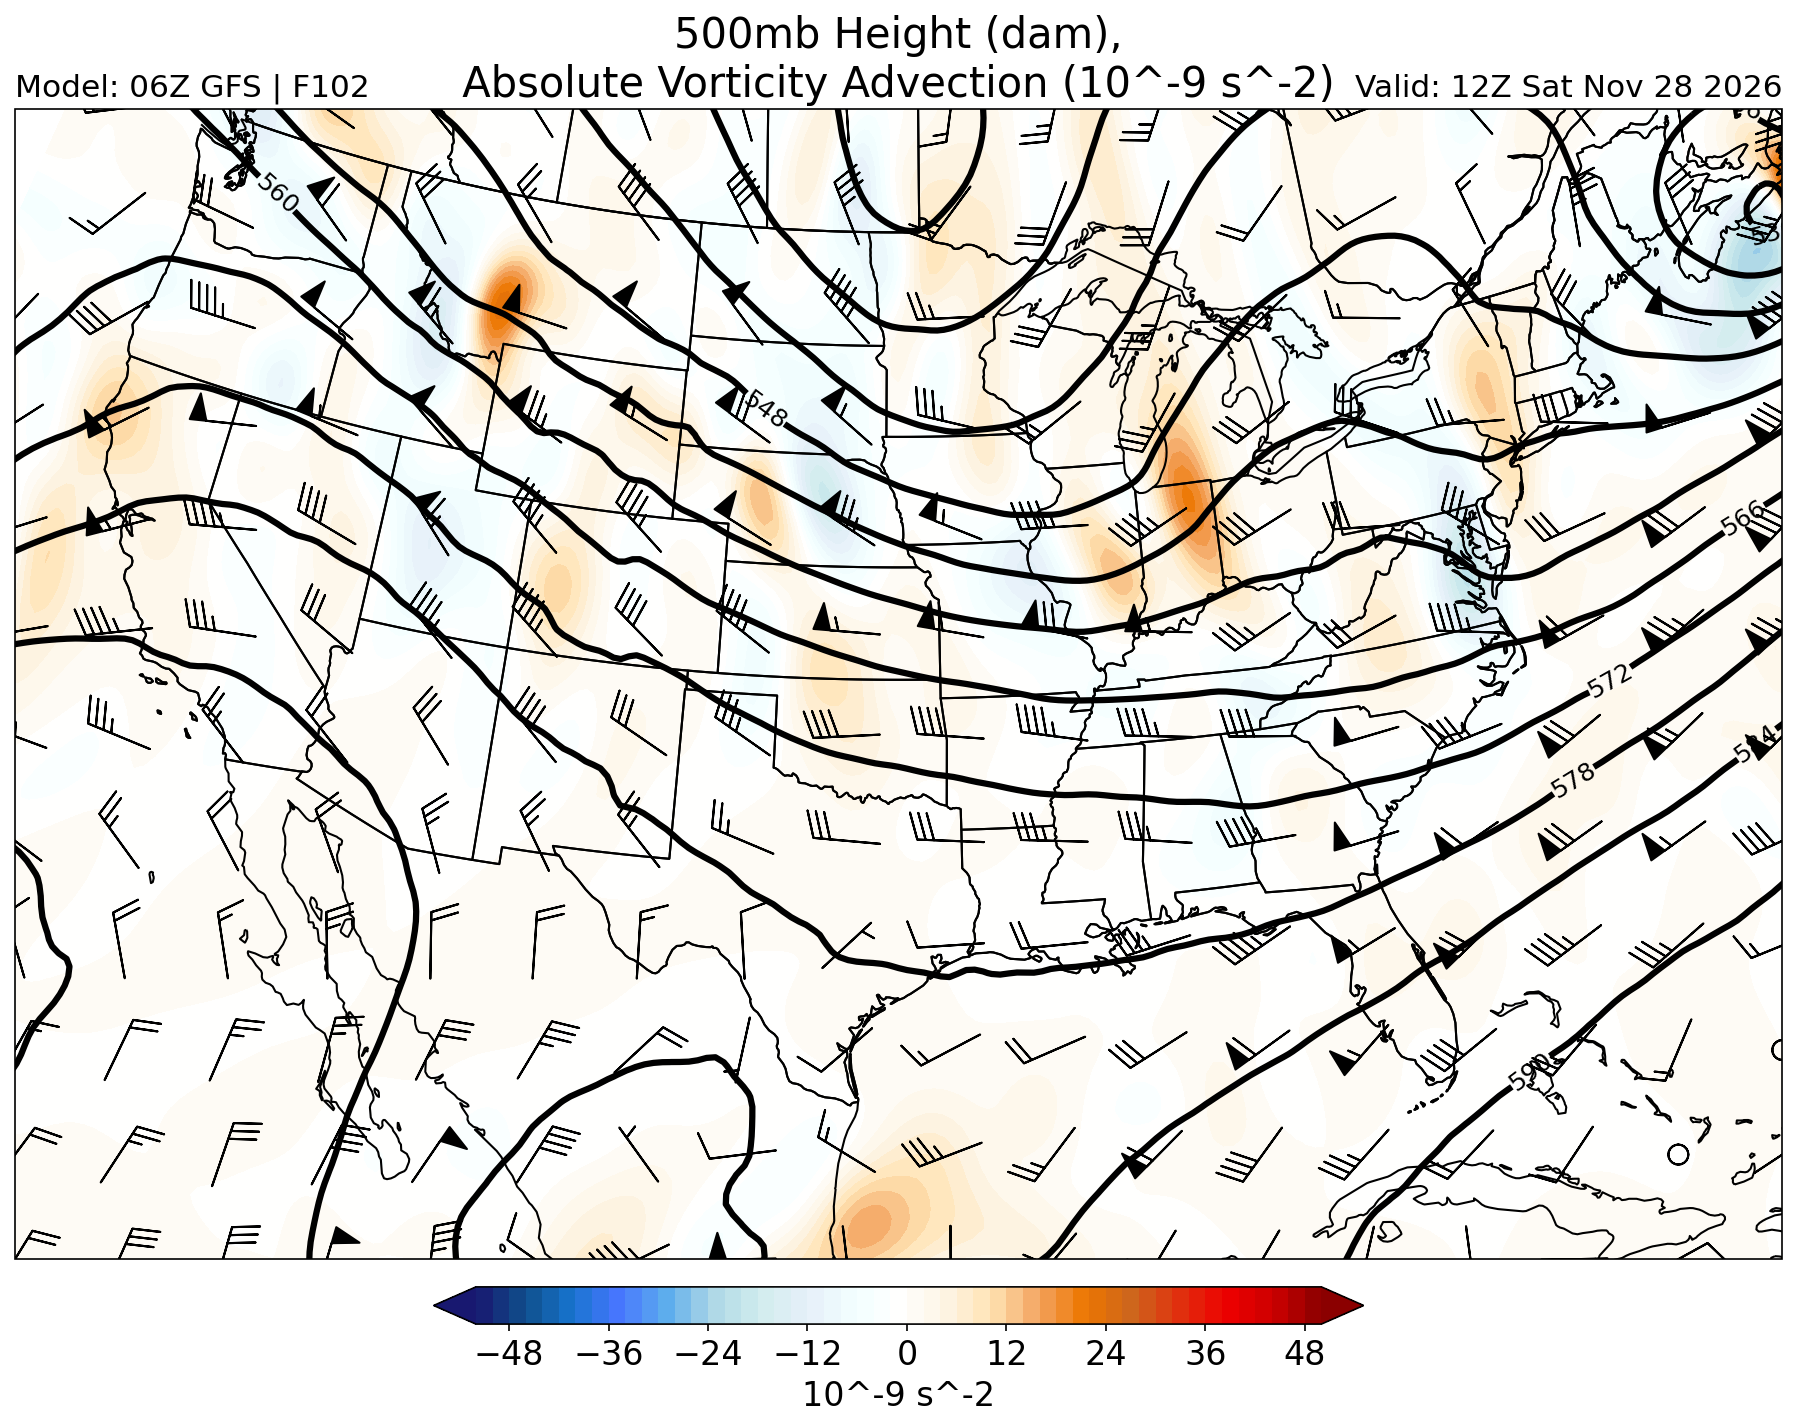 500mb Height (dam),
Model: 06Z GFS | F102
Absolute Vorticity Advection (10^-9 s^-2)
Valid: 12Z Sat Nov 28 2026
560
548
566
572
584
578
590
−48 −36 −24 −12 0 12 24 36 48
10^-9 s^-2